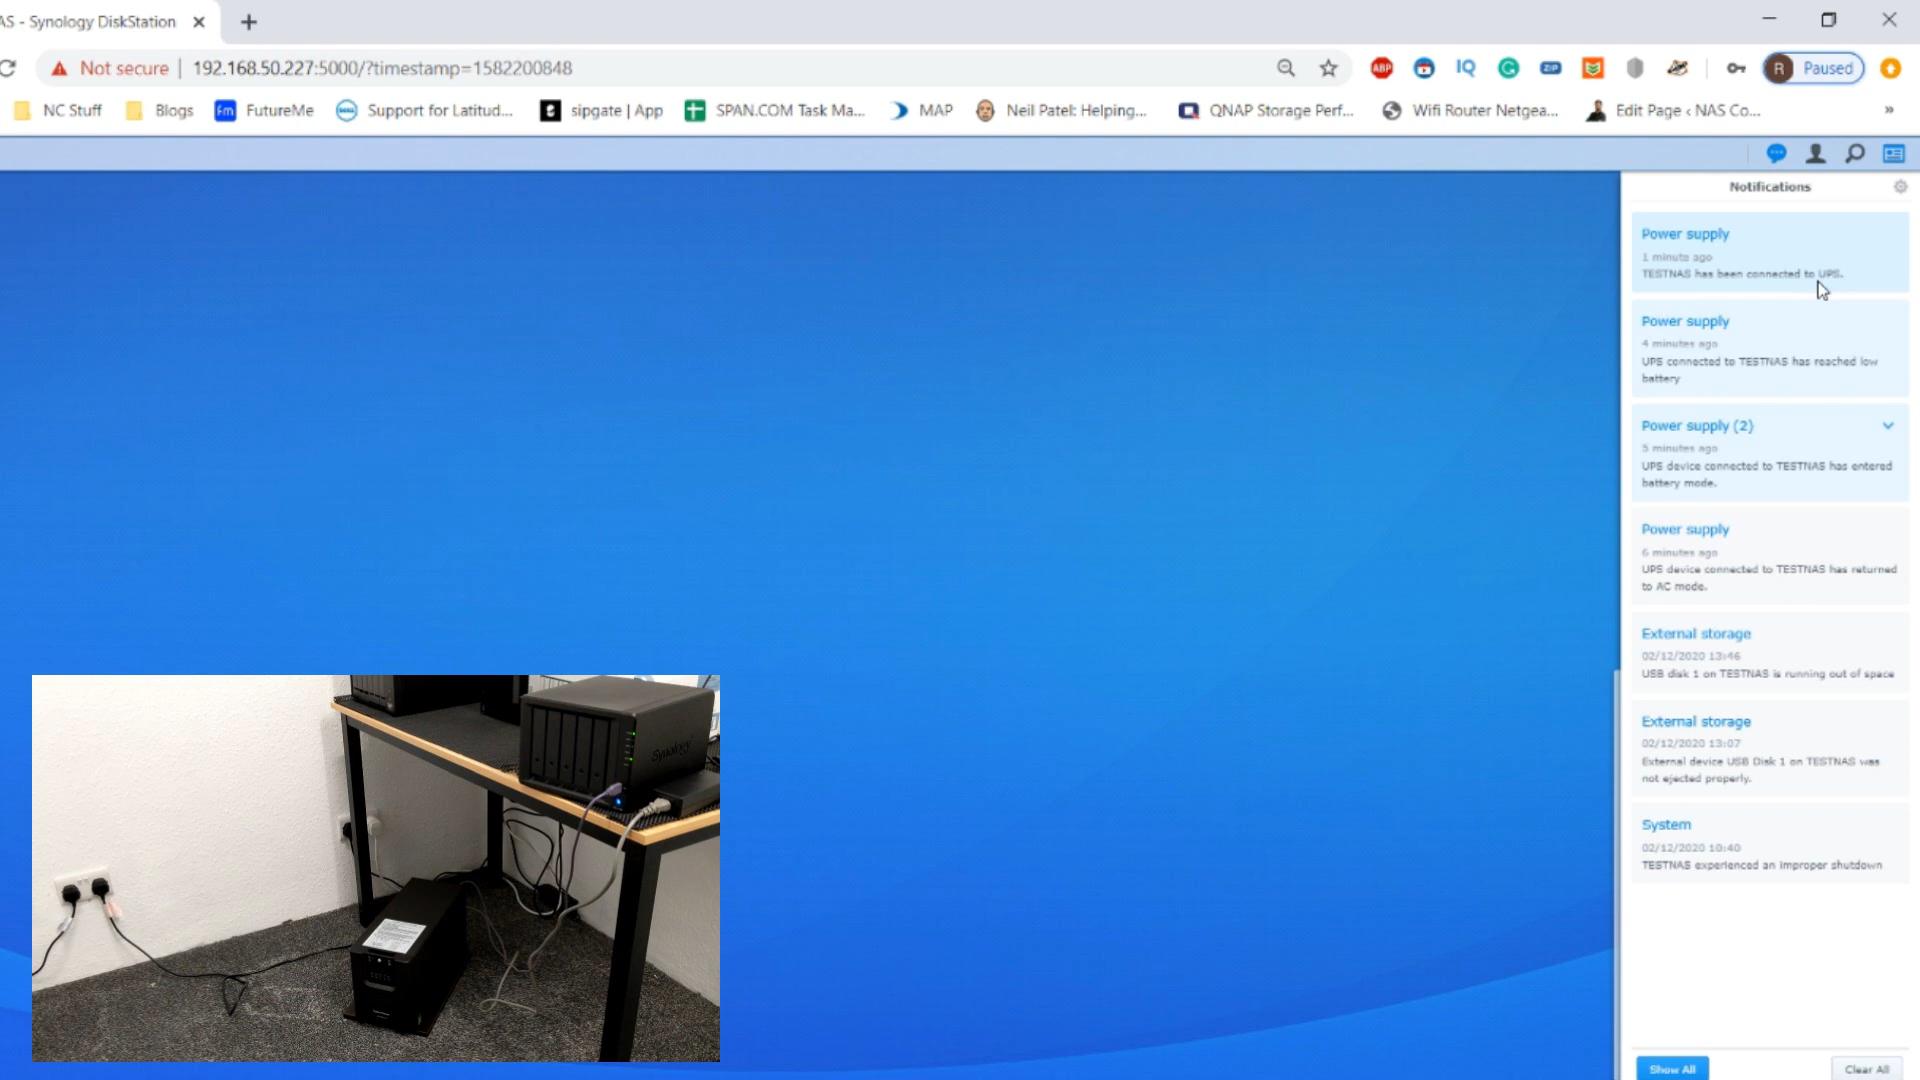 AS - Synology DiskStation
Not secure
192.168.50.227:5000/?timestamp=1582200848
ABP
IQ
ZIP
R
Paused
NC Stuff
Blogs
Fm
FutureMe
Support for Latitud...
sipgate | App
SPAN.COM Task Ma...
MAP
Neil Patel: Helping...
QNAP Storage Perf...
Wifi Router Netgea...
Edit Page ‹ NAS Co...
»
Notifications
Power supply
1 minute ago
TESTNAS has been connected to UPS.
Power supply
4 minutes ago
UPS connected to TESTNAS has reached low
battery
Power supply (2)
5 minutes ago
UPS device connected to TESTNAS has entered
battery mode.
Power supply
6 minutes ago
UPS device connected to TESTNAS has returned
to AC mode.
External storage
02/12/2020 13:46
USB disk 1 on TESTNAS is running out of space
External storage
02/12/2020 13:07
External device USB Disk 1 on TESTNAS was
not ejected properly.
System
02/12/2020 10:40
TESTNAS experienced an improper shutdown
Show All
Clear All
Synology